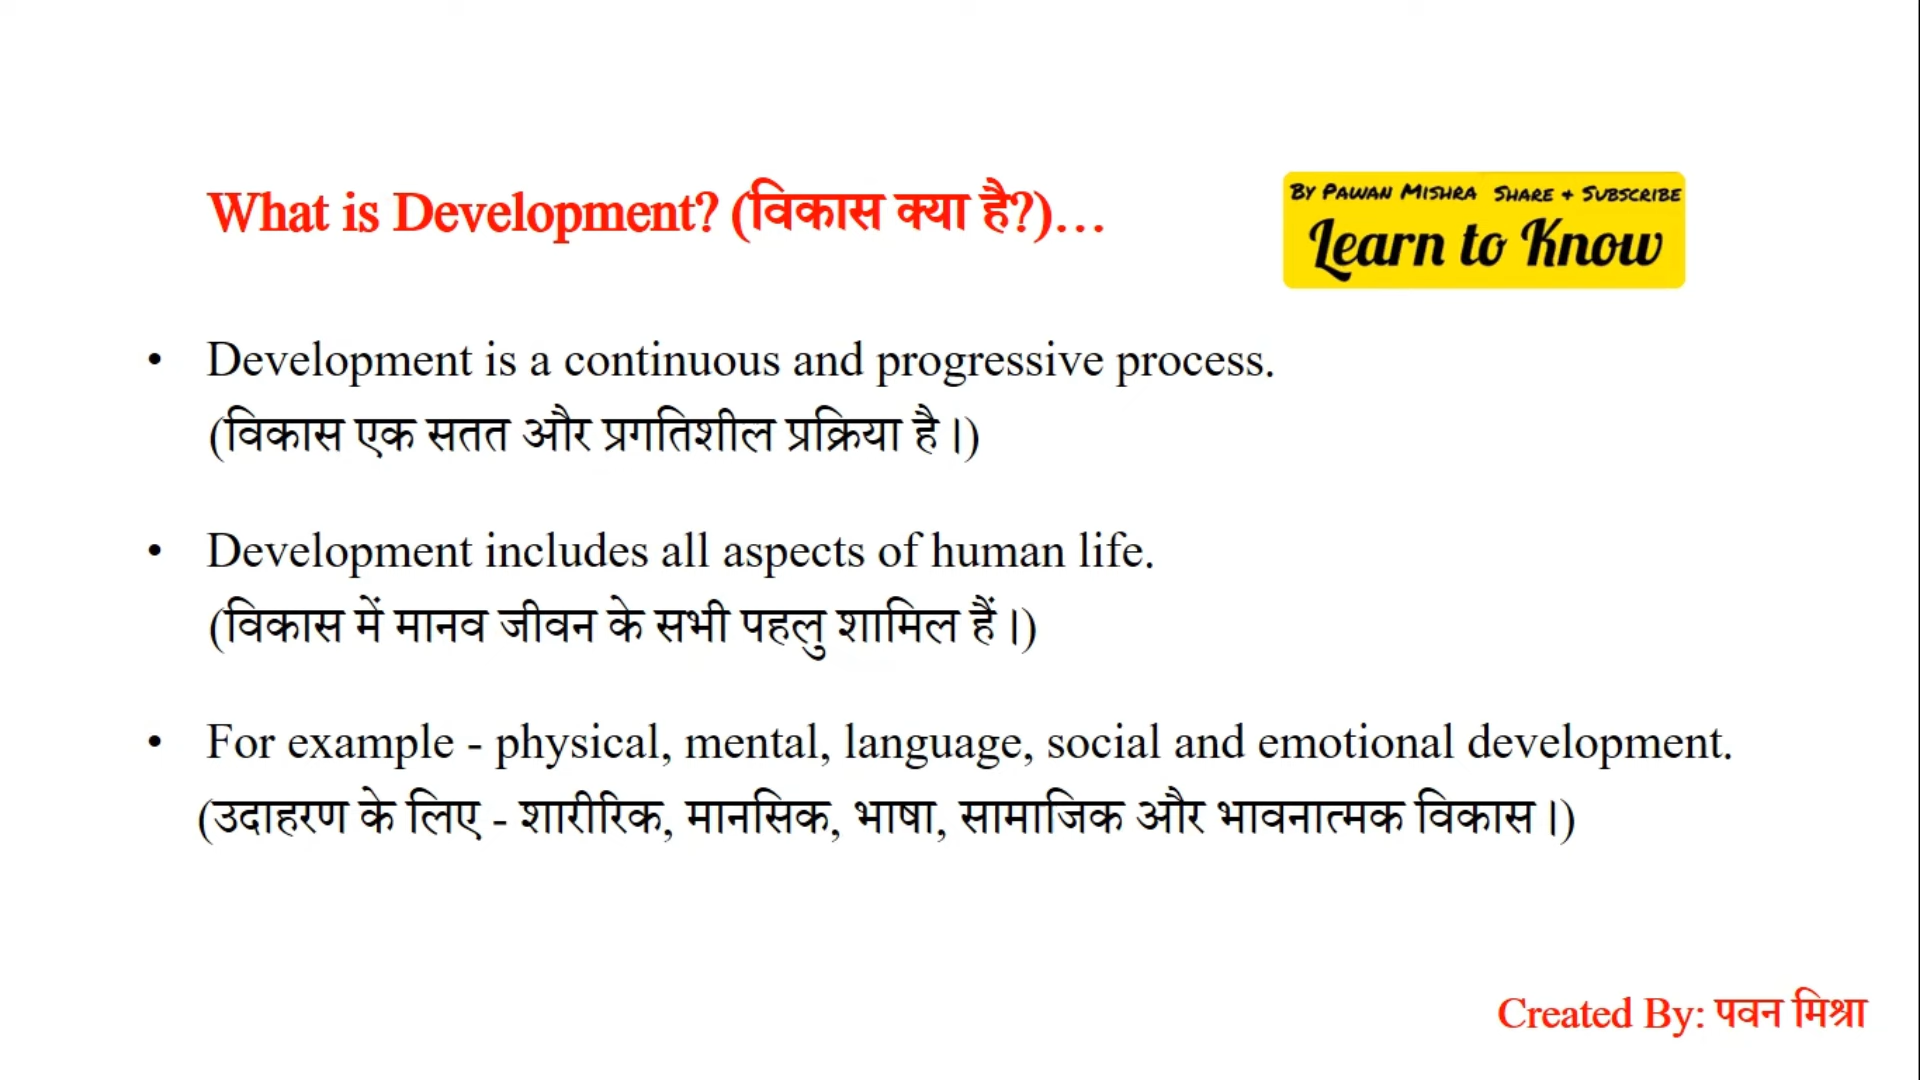 What is Development? (विकास क्या है?)…
By Pawan Mishra Share & Subscribe
Learn to Know
• Development is a continuous and progressive process.
(विकास एक सतत और प्रगतिशील प्रक्रिया है।)
• Development includes all aspects of human life.
(विकास में मानव जीवन के सभी पहलु शामिल हैं।)
• For example - physical, mental, language, social and emotional development.
(उदाहरण के लिए - शारीरिक, मानसिक, भाषा, सामाजिक और भावनात्मक विकास।)
Created By: पवन मिश्रा